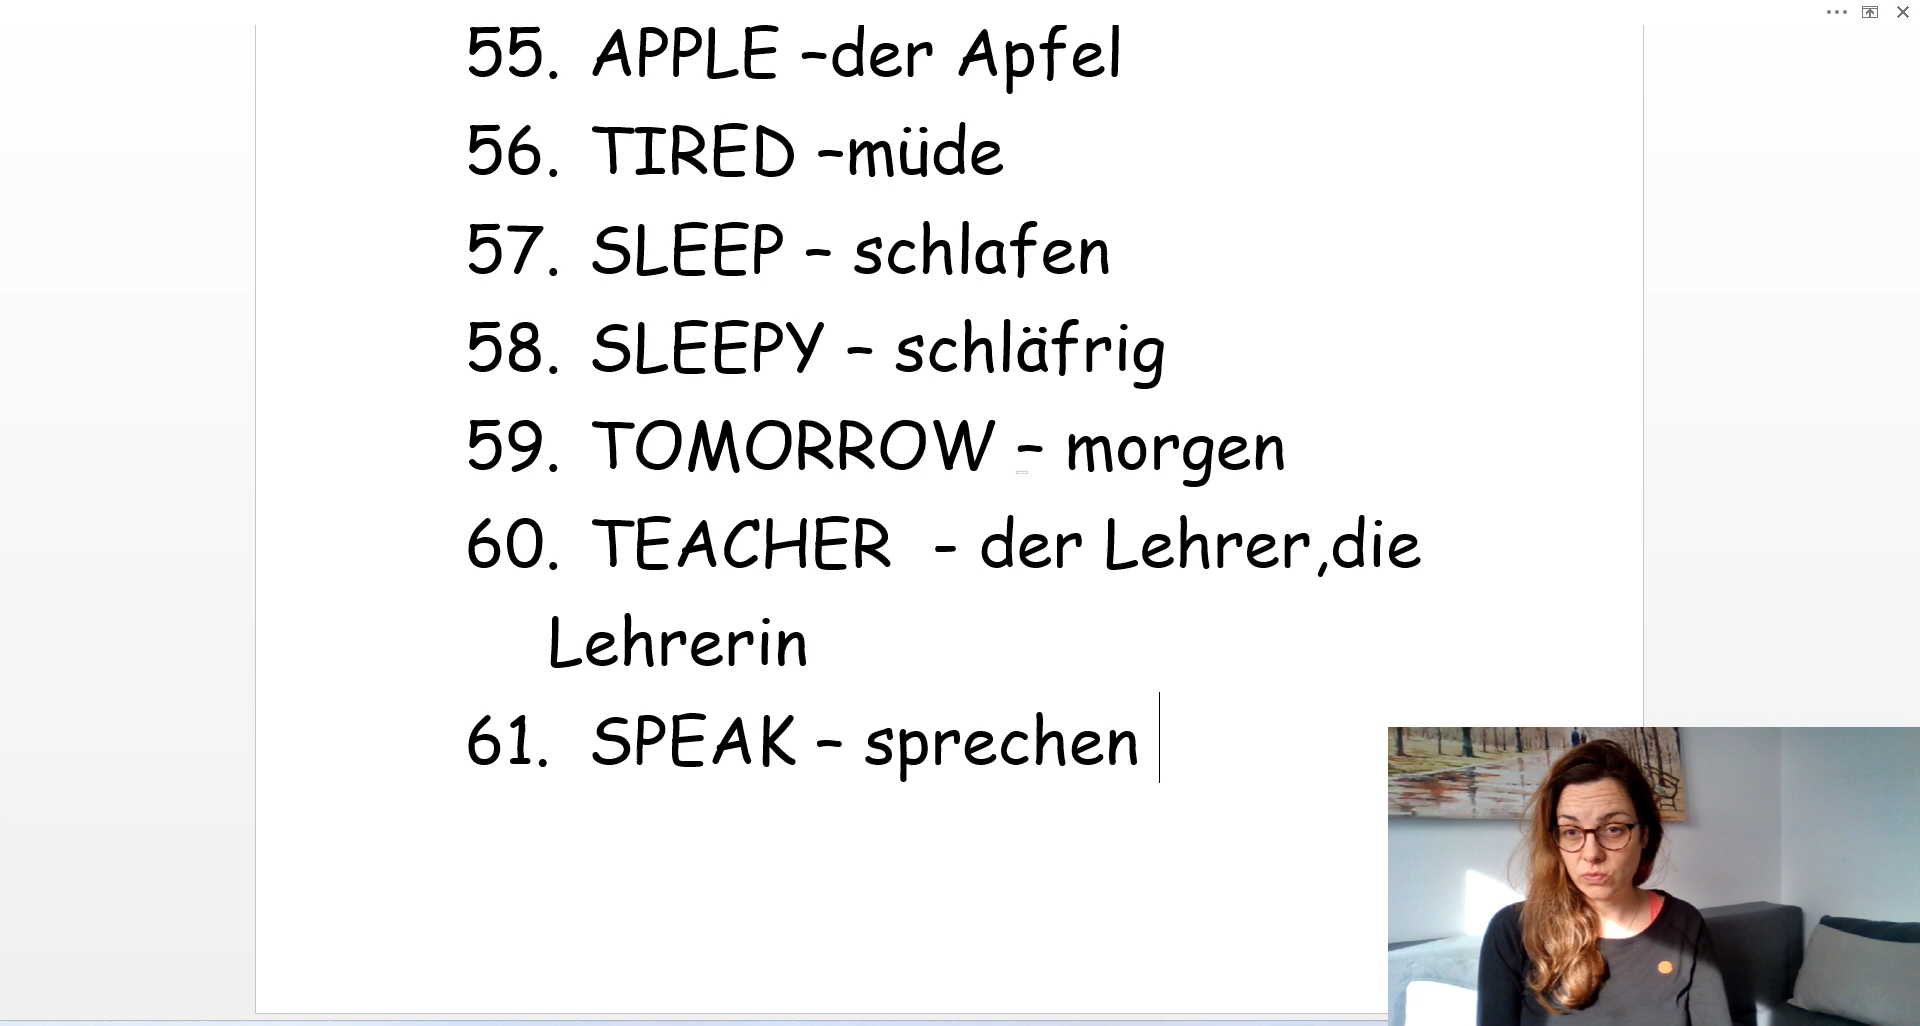 55. APPLE –der Apfel
56. TIRED –müde
57. SLEEP – schlafen
58. SLEEPY – schläfrig
59. TOMORROW – morgen
60. TEACHER  - der Lehrer,die
Lehrerin
61. SPEAK – sprechen